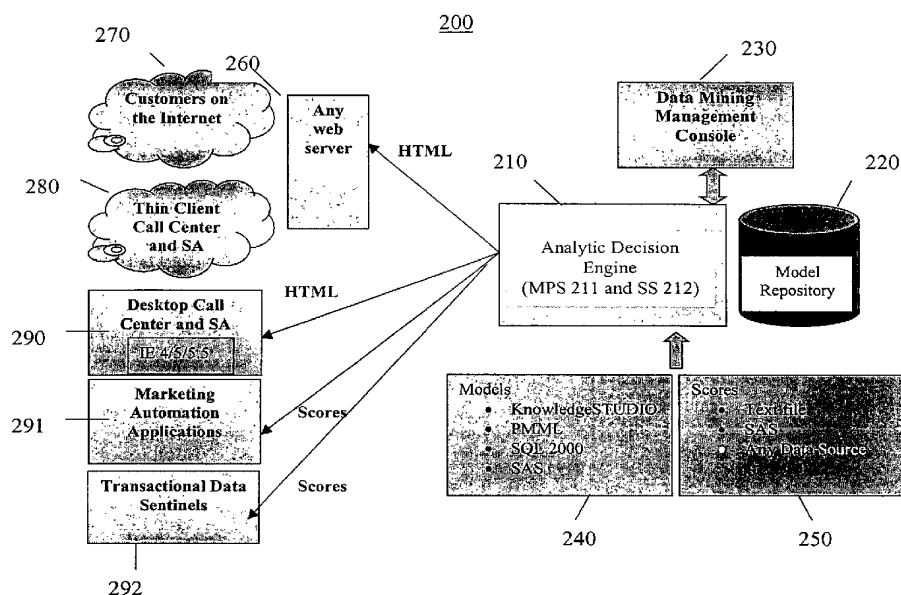 200
270
260
230
Customers on
the Internet
Any
web
server
HTML
Data Mining
Management
Console
280
210
220
Thin Client
Call Center
and SA
Analytic Decision
Engine
(MPS 211 and SS 212)
Model
Repository
HTML
Desktop Call
Center and SA
290
IE 4/5/5.5
Marketing
Automation
Applications
291
Scores
Models
• KnowledgeSTUDIO
• PMML
• SQL 2000
• SAS
Scores
• Textfile
• SAS
• Any Data Source
Scores
Transactional Data
Sentinels
240
250
292